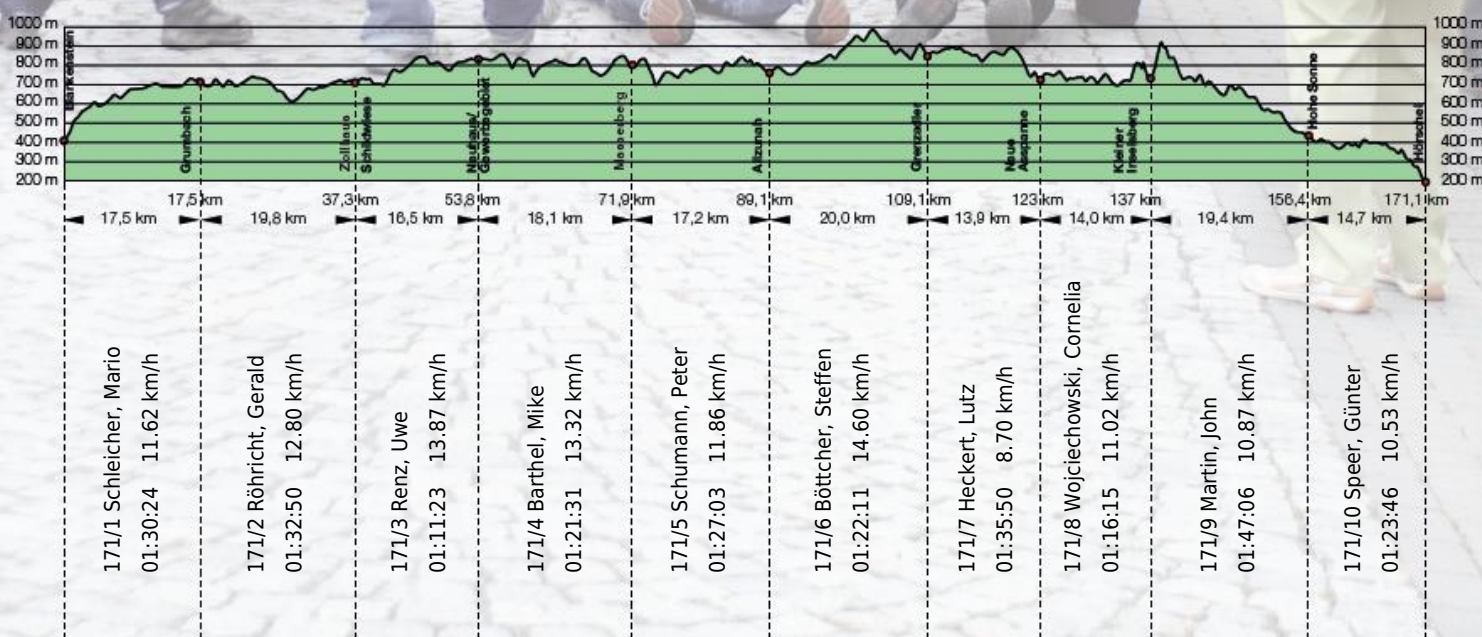 1000 m
900 m
800 m
700 m
600 m
500 m
400 m
300 m
200 m
1000 m
900 m
800 m
700 m
600 m
500 m
400 m
300 m
200 m
Blankenstein
Grumbach
Zollhaus
Schildwiese
Neuhaus/
Masserberg
Allzunah
Grenzadler
Neue
Ausspanne
Kleiner
Inselsberg
Hohe Sonne
Hörschel
17,5 km
37,3 km
53,8 km
71,9 km
89,1 km
109,1 km
123 km
137 km
156,4 km
171,1 km
17,5 km
19,8 km
16,5 km
18,1 km
17,2 km
20,0 km
13,9 km
14,0 km
19,4 km
14,7 km
171/1 Schleicher, Mario
01:30:24 11.62 km/h
171/2 Röhricht, Gerald
01:32:50 12.80 km/h
171/3 Renz, Uwe
01:11:23 13.87 km/h
171/4 Barthel, Mike
01:21:31 13.32 km/h
171/5 Schumann, Peter
01:27:03 11.86 km/h
171/6 Böttcher, Steffen
01:22:11 14.60 km/h
171/7 Heckert, Lutz
01:35:50 8.70 km/h
171/8 Wojciechowski, Cornelia
01:16:15 11.02 km/h
171/9 Martin, John
01:47:06 10.87 km/h
171/10 Speer, Günter
01:23:46 10.53 km/h